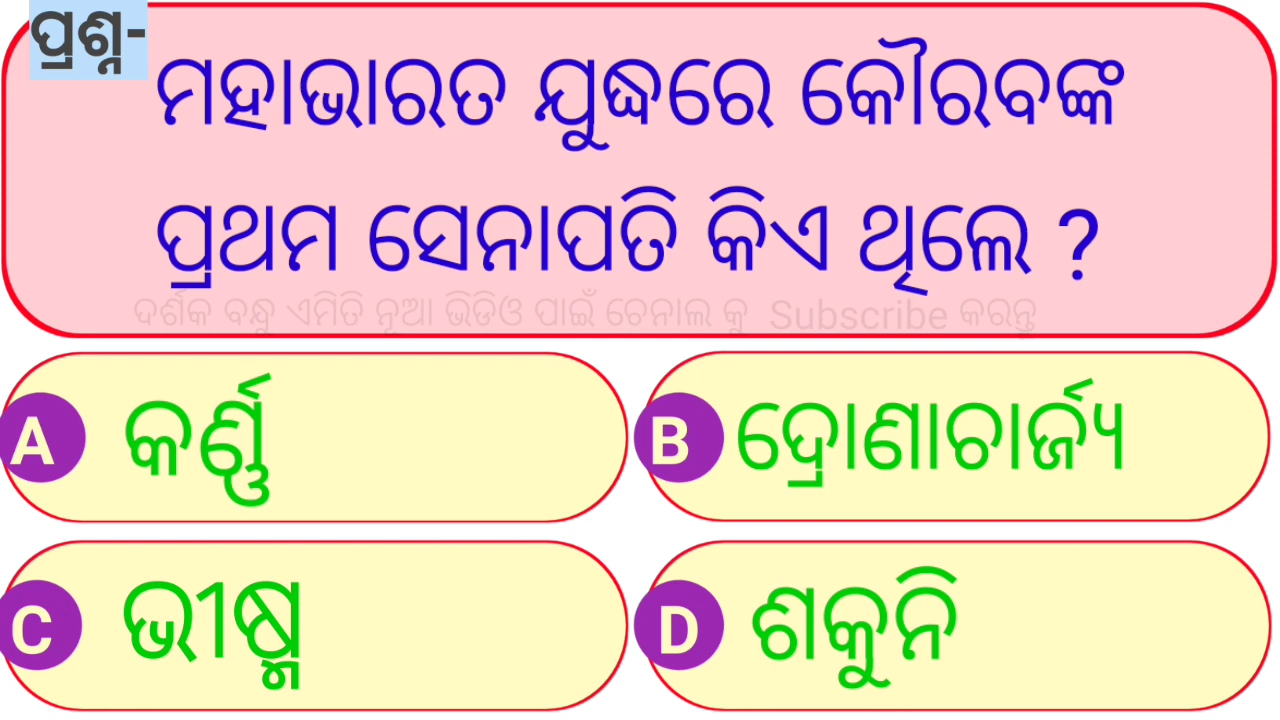 ପ୍ରଶ୍ନ-
ମହାଭାରତ ଯୁଦ୍ଧରେ କୌରବଙ୍କ
ପ୍ରଥମ ସେନାପତି କିଏ ଥିଲେ ?
ଦର୍ଶକ ବନ୍ଧୁ ଏମିତି ନୂଆ ଭିଡିଓ ପାଇଁ ଚେନାଲ କୁ Subscribe କରନ୍ତୁ
A କର୍ଣ୍ଣ
B ଦ୍ରୋଣାଚାର୍ଜ୍ୟ
C ଭୀଷ୍ମ
D ଶକୁନି